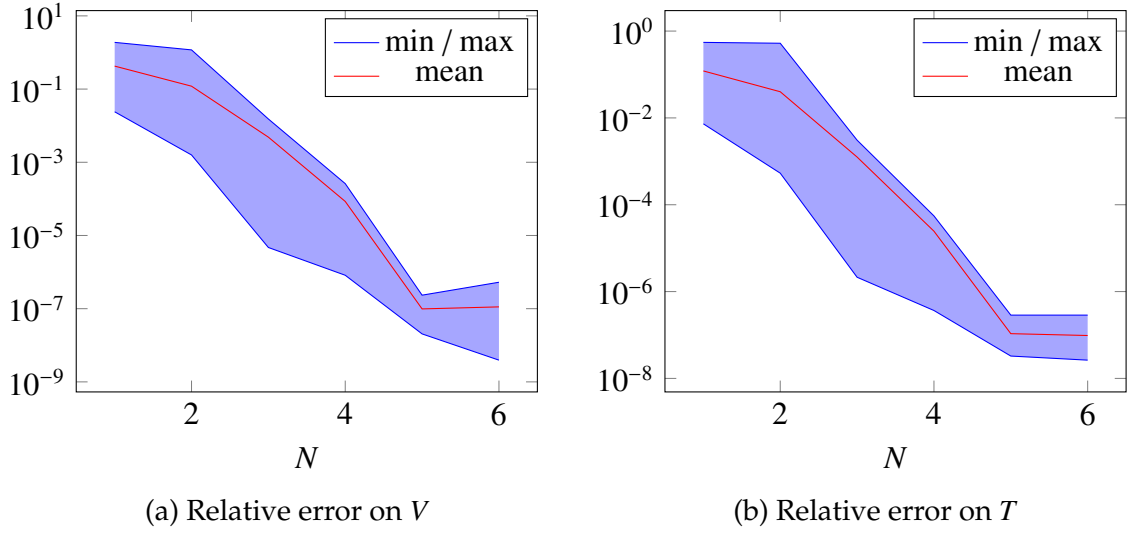 10^1
10^−1
10^−3
10^−5
10^−7
10^−9
2
4
6
N
min / max
mean
(a) Relative error on V
10^0
10^−2
10^−4
10^−6
10^−8
2
4
6
N
min / max
mean
(b) Relative error on T